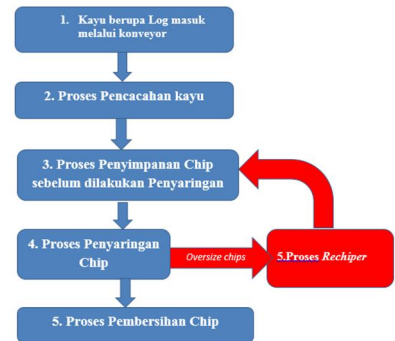 1. Kayu berupa Log masuk
melalui konveyor
2. Proses Pencacahan kayu
3. Proses Penyimpanan Chip
sebelum dilakukan Penyaringan
4. Proses Penyaringan
Chip
Oversize chips
5.Proses Rechiper
5. Proses Pembersihan Chip